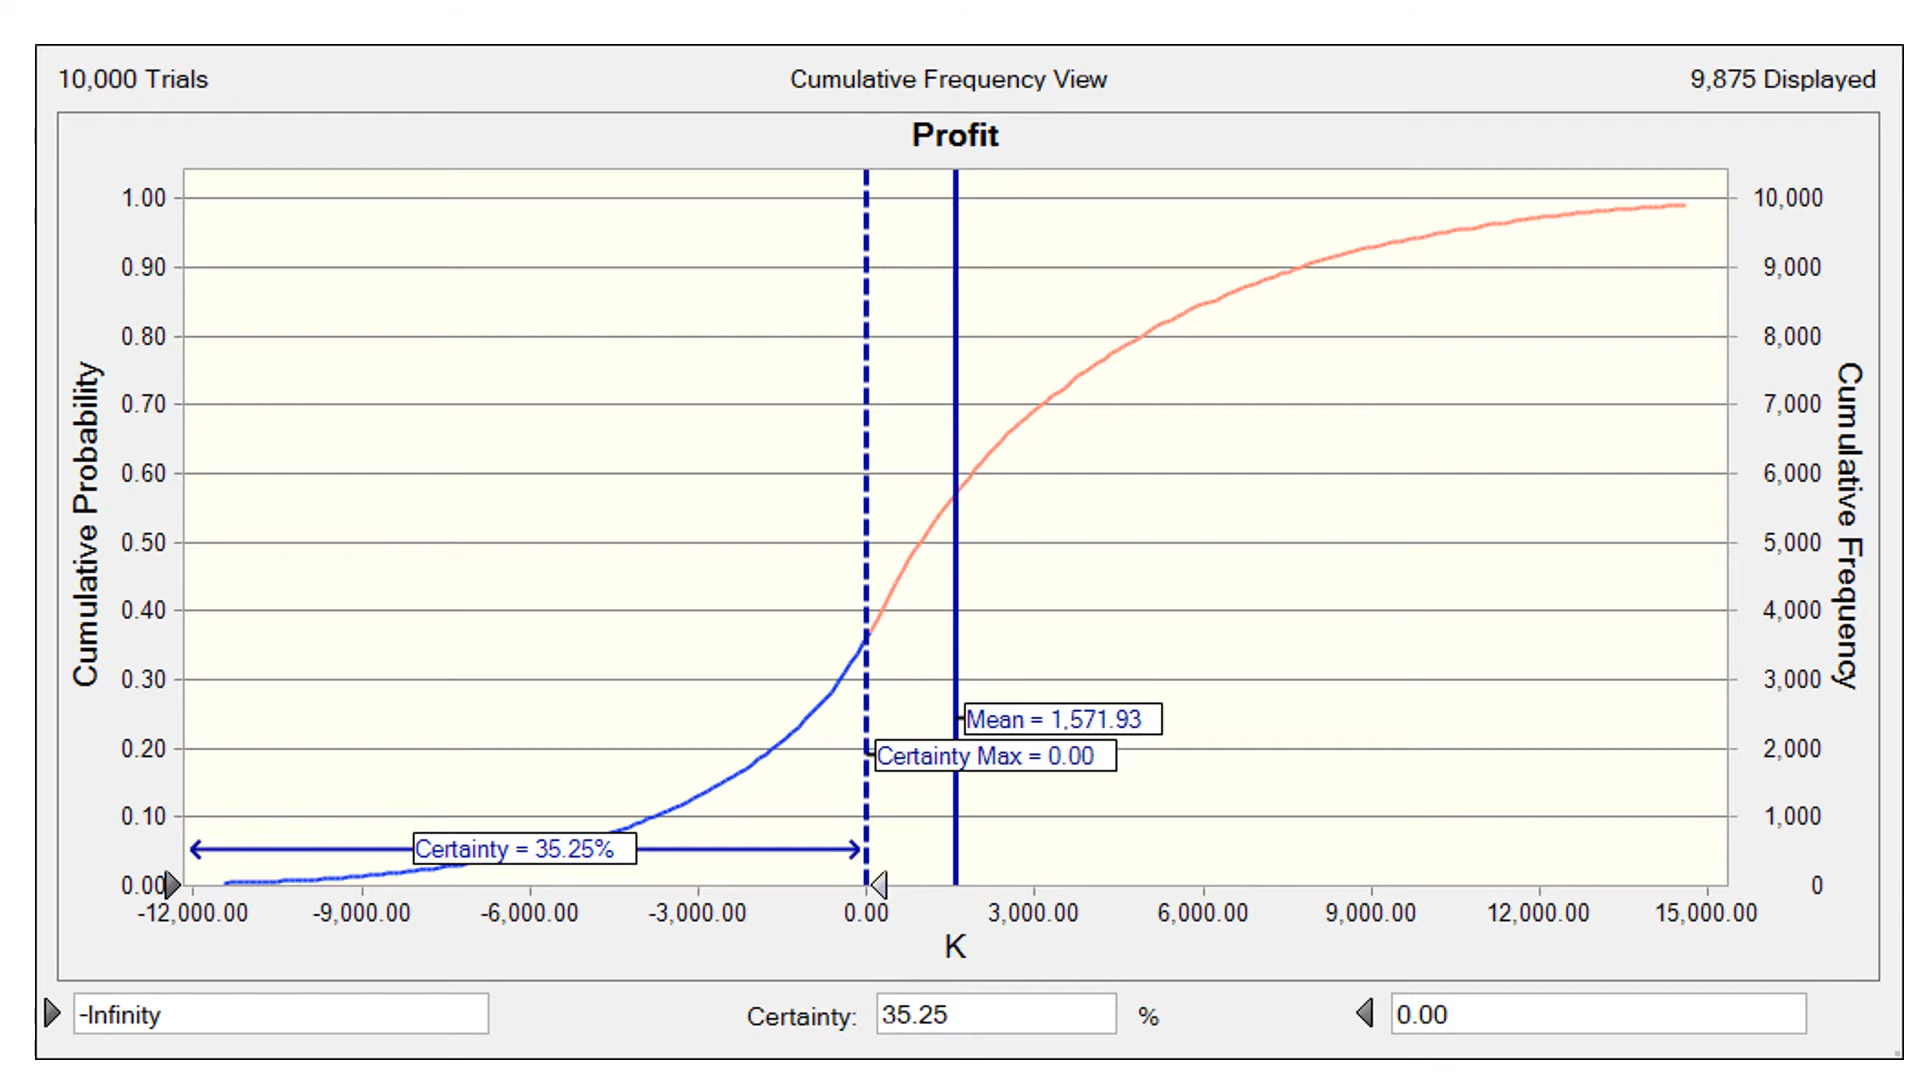 10,000 Trials
Cumulative Frequency View
9,875 Displayed
Profit
Cumulative Probability
1.00
0.90
0.80
0.70
0.60
0.50
0.40
0.30
0.20
0.10
0.00
10,000
9,000
8,000
7,000
6,000
5,000
4,000
3,000
2,000
1,000
0
Cumulative Frequency
Mean = 1,571.93
Certainty Max = 0.00
Certainty = 35.25%
-12,000.00 -9,000.00 -6,000.00 -3,000.00 0.00 3,000.00 6,000.00 9,000.00 12,000.00 15,000.00
K
-Infinity
Certainty: 35.25 %
0.00